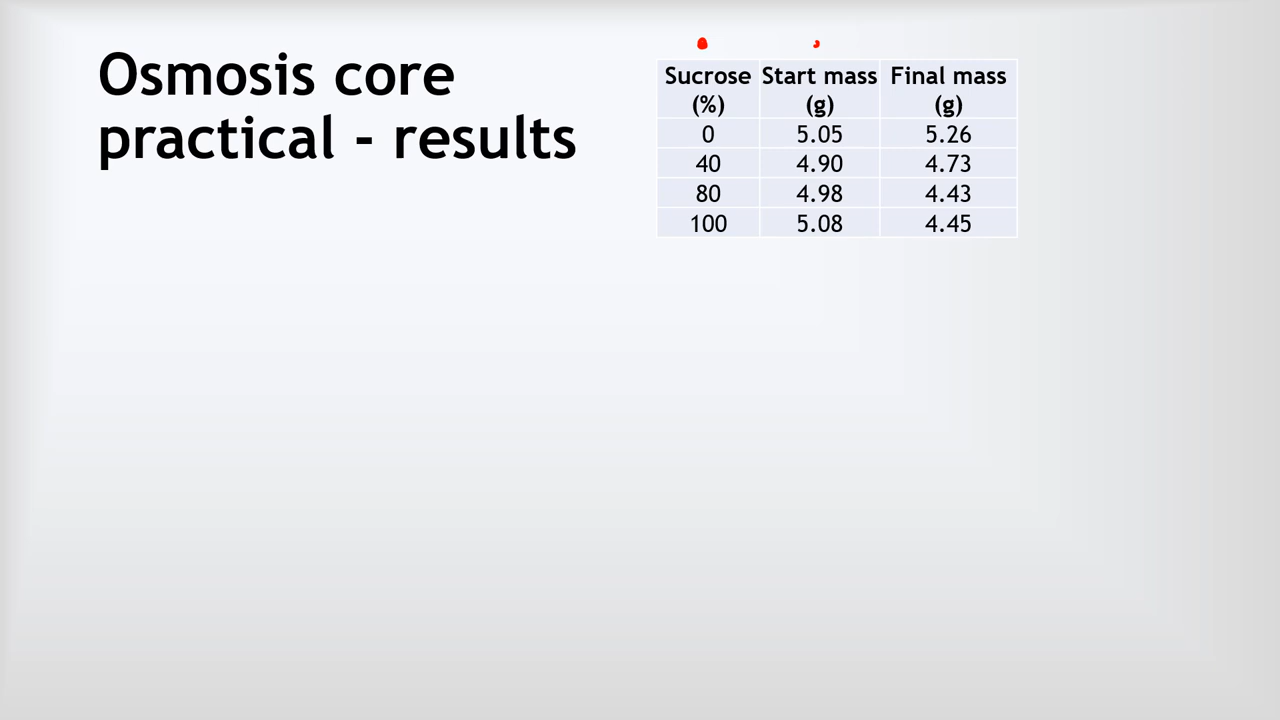 Osmosis core
practical - results
Sucrose (%) Start mass (g) Final mass (g)
0 5.05 5.26
40 4.90 4.73
80 4.98 4.43
100 5.08 4.45